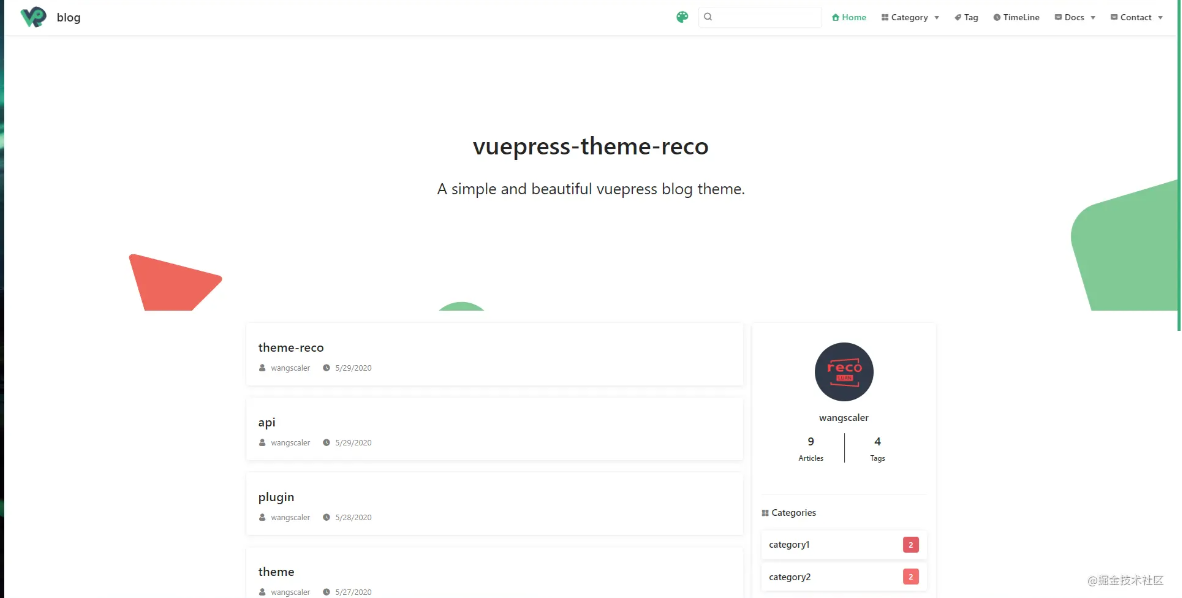 blog
Home
Category
Tag
TimeLine
Docs
Contact
vuepress-theme-reco
A simple and beautiful vuepress blog theme.
theme-reco
wangscaler 5/29/2020
api
wangscaler 5/29/2020
plugin
wangscaler 5/28/2020
theme
wangscaler 5/27/2020
reco
wangscaler
9 4
Articles Tags
Categories
category1 2
category2 2
@掘金技术社区